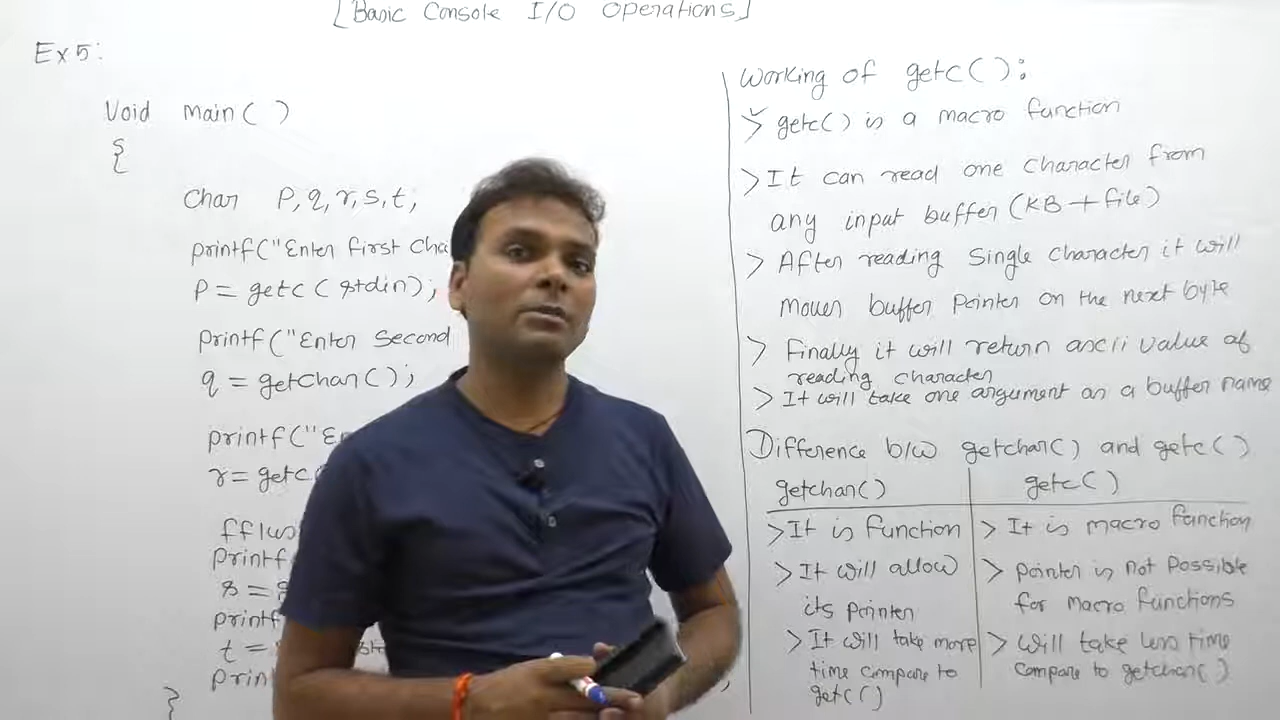 [Basic Console I/O Operations]
Ex 5:
Void main( )
{
char P,q,r,s,t;
printf("Enter first cha
P = getc(stdin);
printf("Enter second
q = getchar();
printf("En
r = getc(
fflus
printf
s =
printf
t =
prin
}
working of getc():
> getc() is a macro function
> It can read one character from
any input buffer (KB + file)
> After reading single character it will
moves buffer pointer on the next byte
> Finally it will return ascii value of
reading character
> It will take one argument as a buffer name
Difference b/w getchar() and getc()
getchar()
> It is function
> It will allow
its pointer
> It will take more
time compare to
getc()
getc()
> It is macro function
> pointer is not possible
for macro functions
> will take less time
compare to getchar()